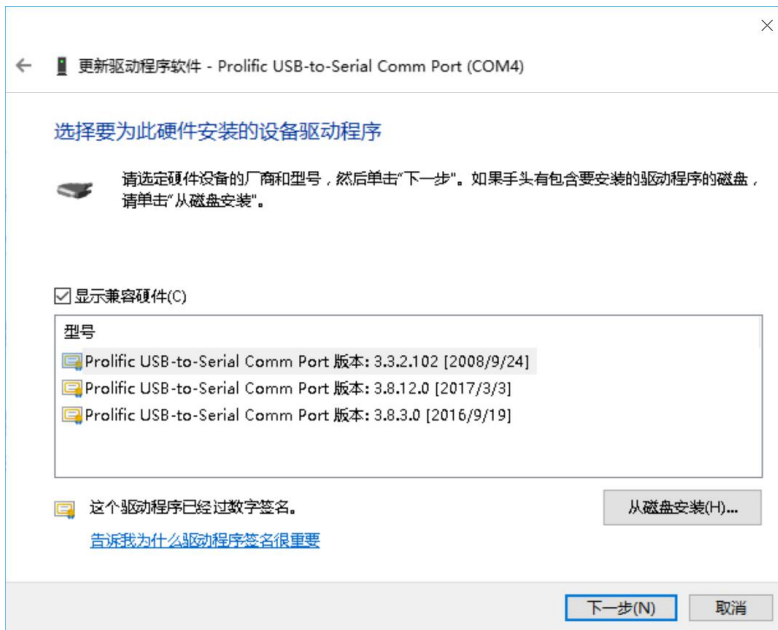 更新驱动程序软件 - Prolific USB-to-Serial Comm Port (COM4)
选择要为此硬件安装的设备驱动程序
请选定硬件设备的厂商和型号，然后单击"下一步"。如果手头有包含要安装的驱动程序的磁盘，
请单击"从磁盘安装"。
显示兼容硬件(C)
型号
Prolific USB-to-Serial Comm Port 版本: 3.3.2.102 [2008/9/24]
Prolific USB-to-Serial Comm Port 版本: 3.8.12.0 [2017/3/3]
Prolific USB-to-Serial Comm Port 版本: 3.8.3.0 [2016/9/19]
这个驱动程序已经过数字签名。
从磁盘安装(H)...
告诉我为什么驱动程序签名很重要
下一步(N)
取消